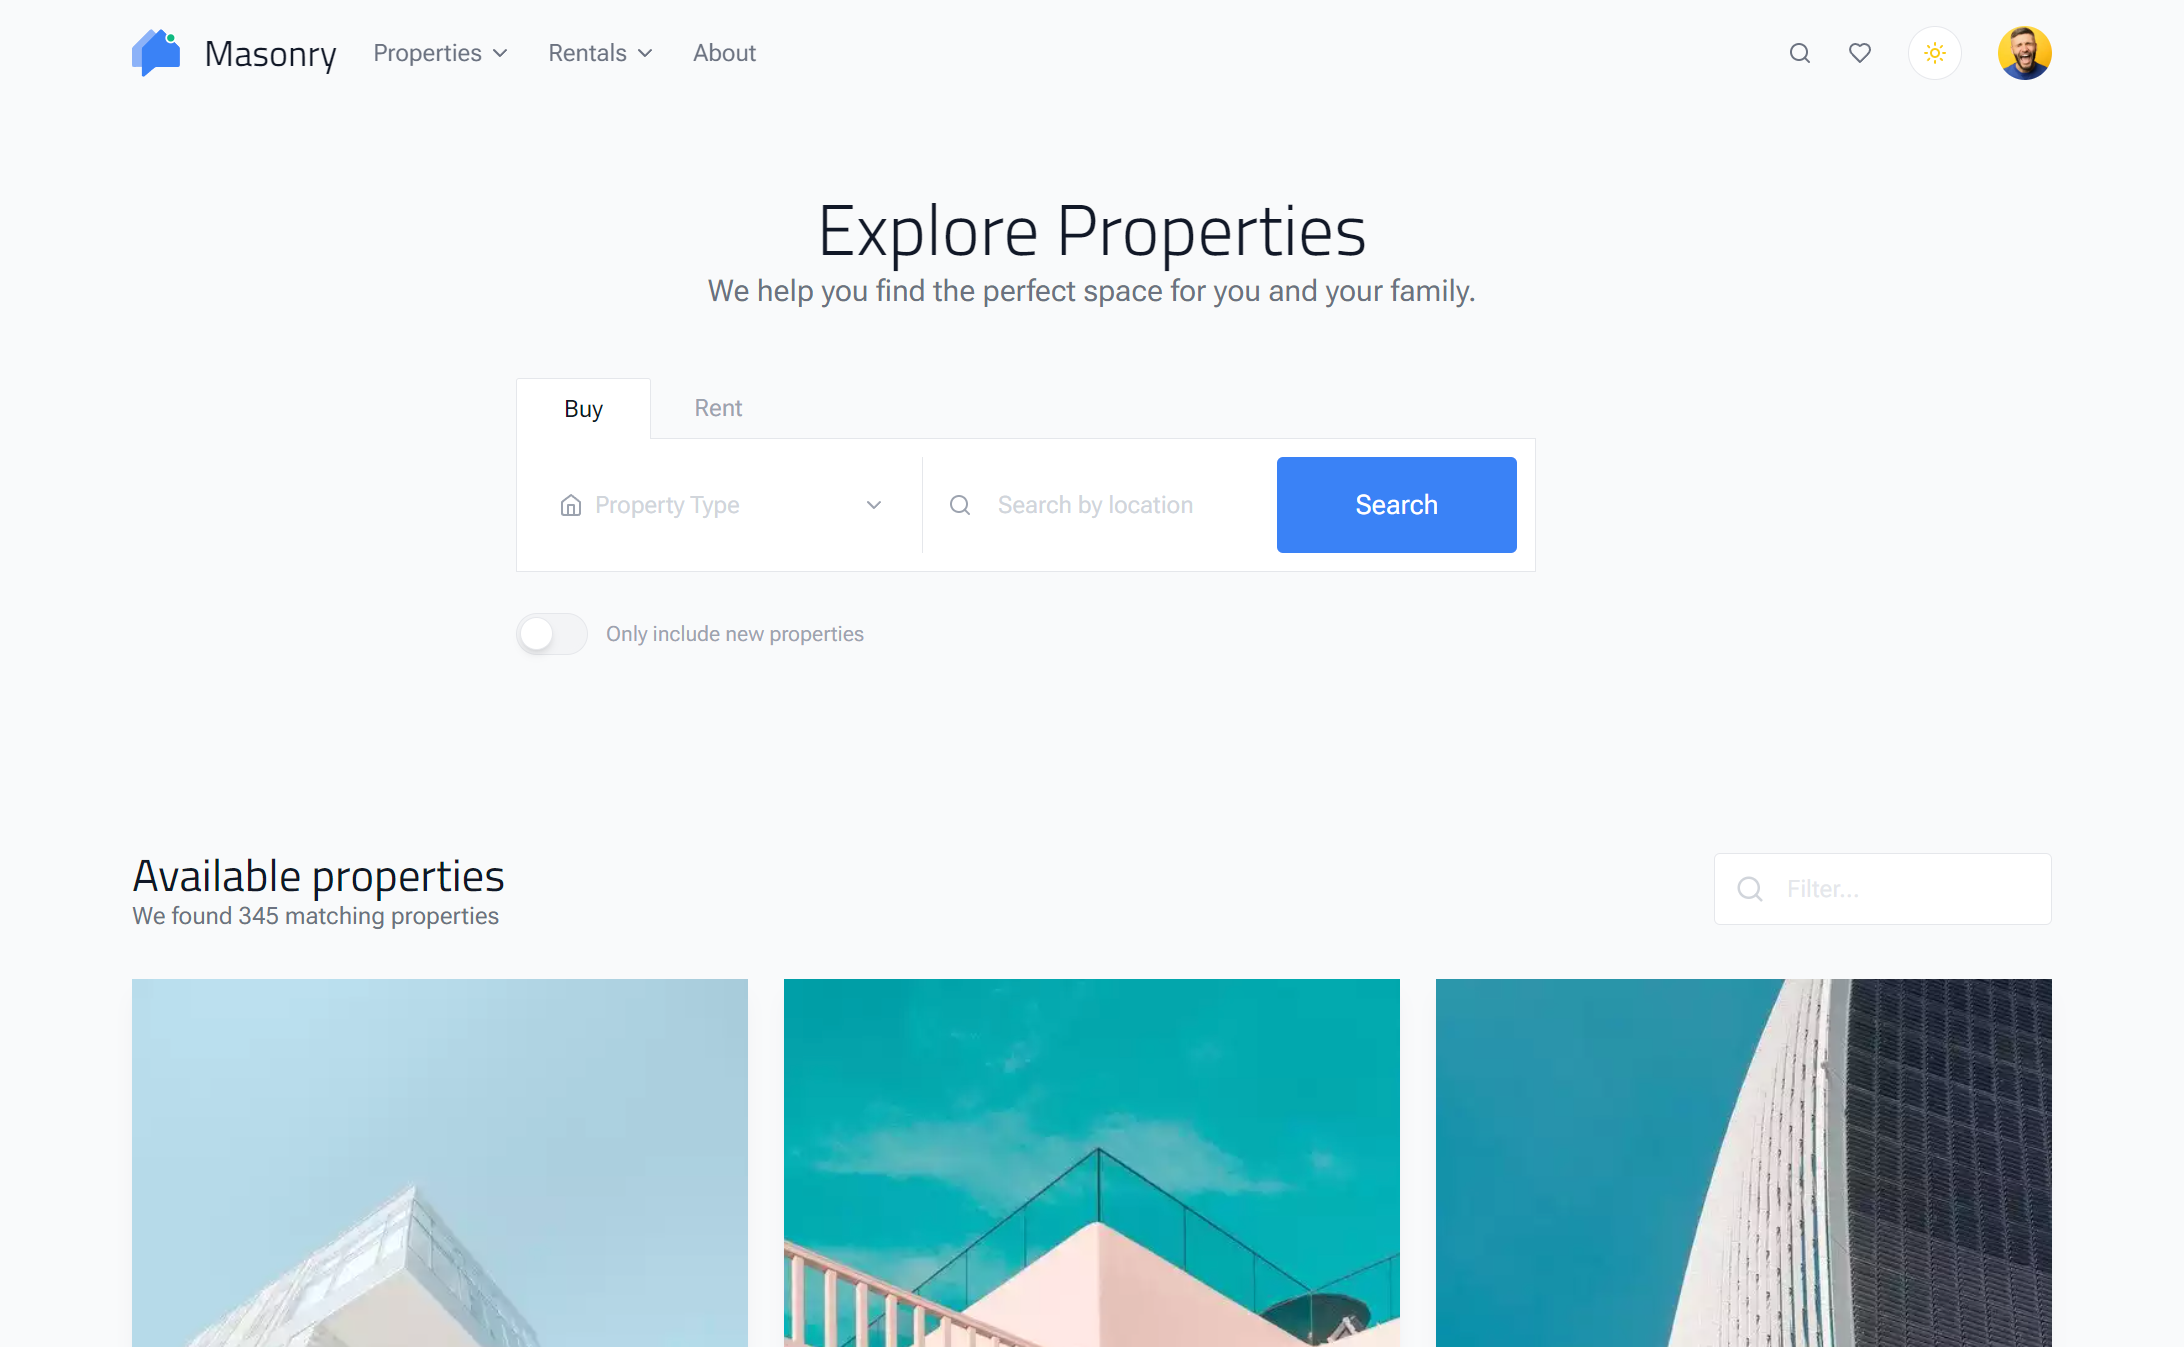 Masonry
Properties
Rentals
About
Explore Properties
We help you find the perfect space for you and your family.
Buy
Rent
Property Type
Search by location
Search
Only include new properties
Available properties
We found 345 matching properties
Filter...